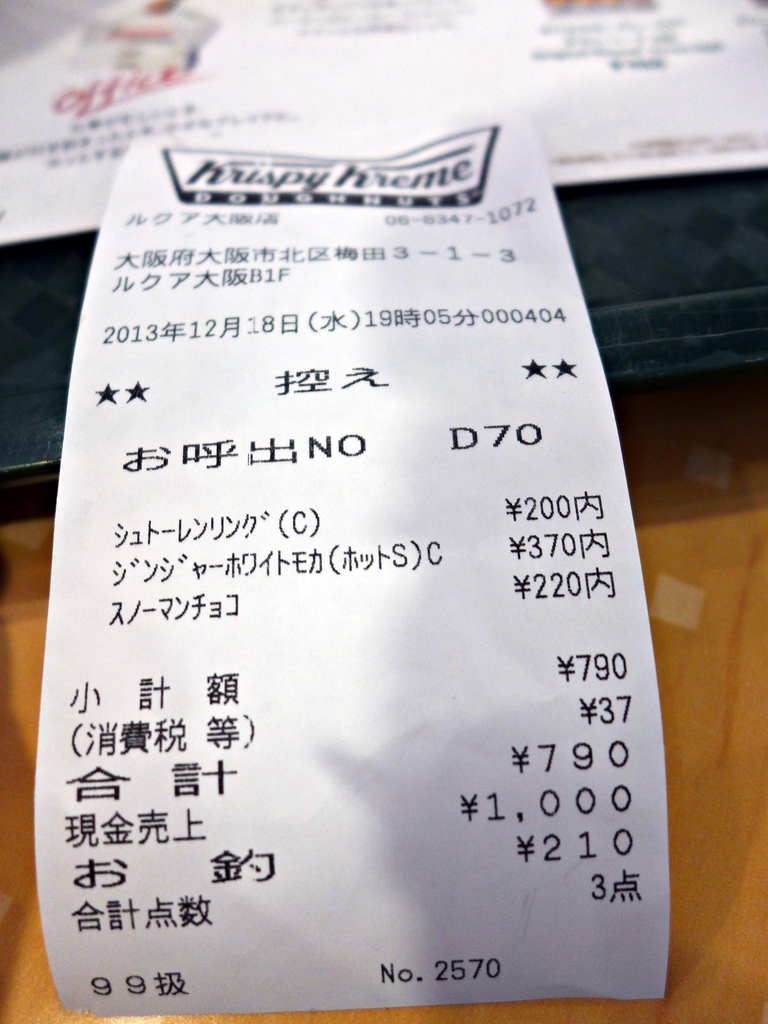 Office
Krispy Kreme
DOUGHNUTS
ルクア大阪店 06-6347-1072
大阪府大阪市北区梅田3-1-3
ルクア大阪B1F
2013年12月18日(水)19時05分000404
★★ 控え ★★
お呼出NO D70
シュトーレンリング(C) ¥200内
ジンジャーホワイトモカ(ホットS)C ¥370内
スノーマンチョコ ¥220内
小計額 ¥790
(消費税 等) ¥37
合計 ¥790
現金売上 ¥1,000
お釣 ¥210
合計点数 3点
99扱 No.2570